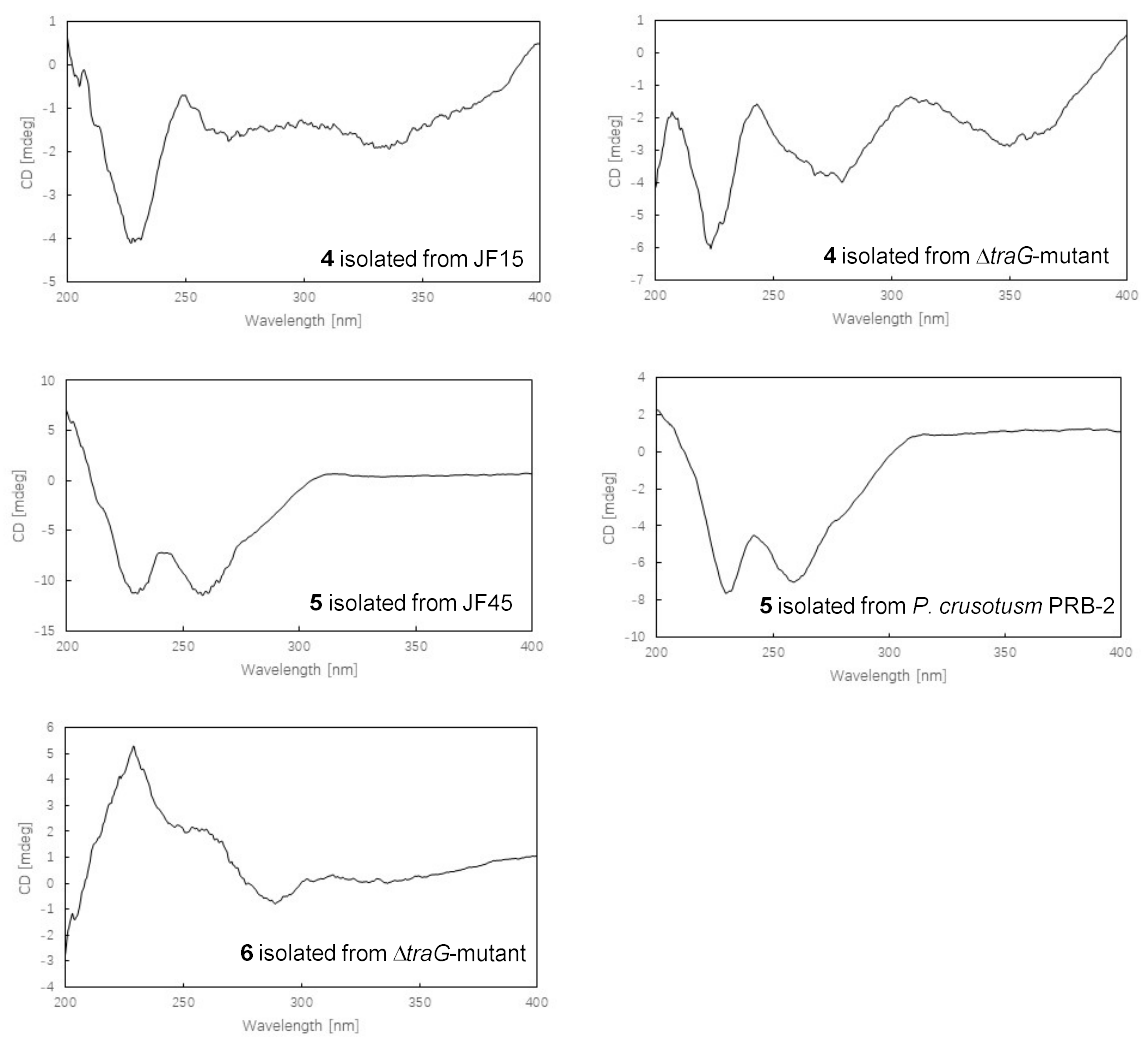 1
0
-1
-2
-3
-4
-5
CD [mdeg]
4 isolated from JF15
200 250 300 350 400
Wavelength [nm]
1
0
-1
-2
-3
-4
-5
-6
-7
CD [mdeg]
4 isolated from ΔtraG-mutant
200 250 300 350 400
Wavelength [nm]
10
5
0
-5
-10
-15
CD [mdeg]
5 isolated from JF45
200 250 300 350 400
Wavelength [nm]
4
2
0
-2
-4
-6
-8
-10
CD [mdeg]
5 isolated from P. crusotusm PRB-2
200 250 300 350 400
Wavelength [nm]
6
5
4
3
2
1
0
-1
-2
-3
-4
CD [mdeg]
6 isolated from ΔtraG-mutant
200 250 300 350 400
Wavelength [nm]